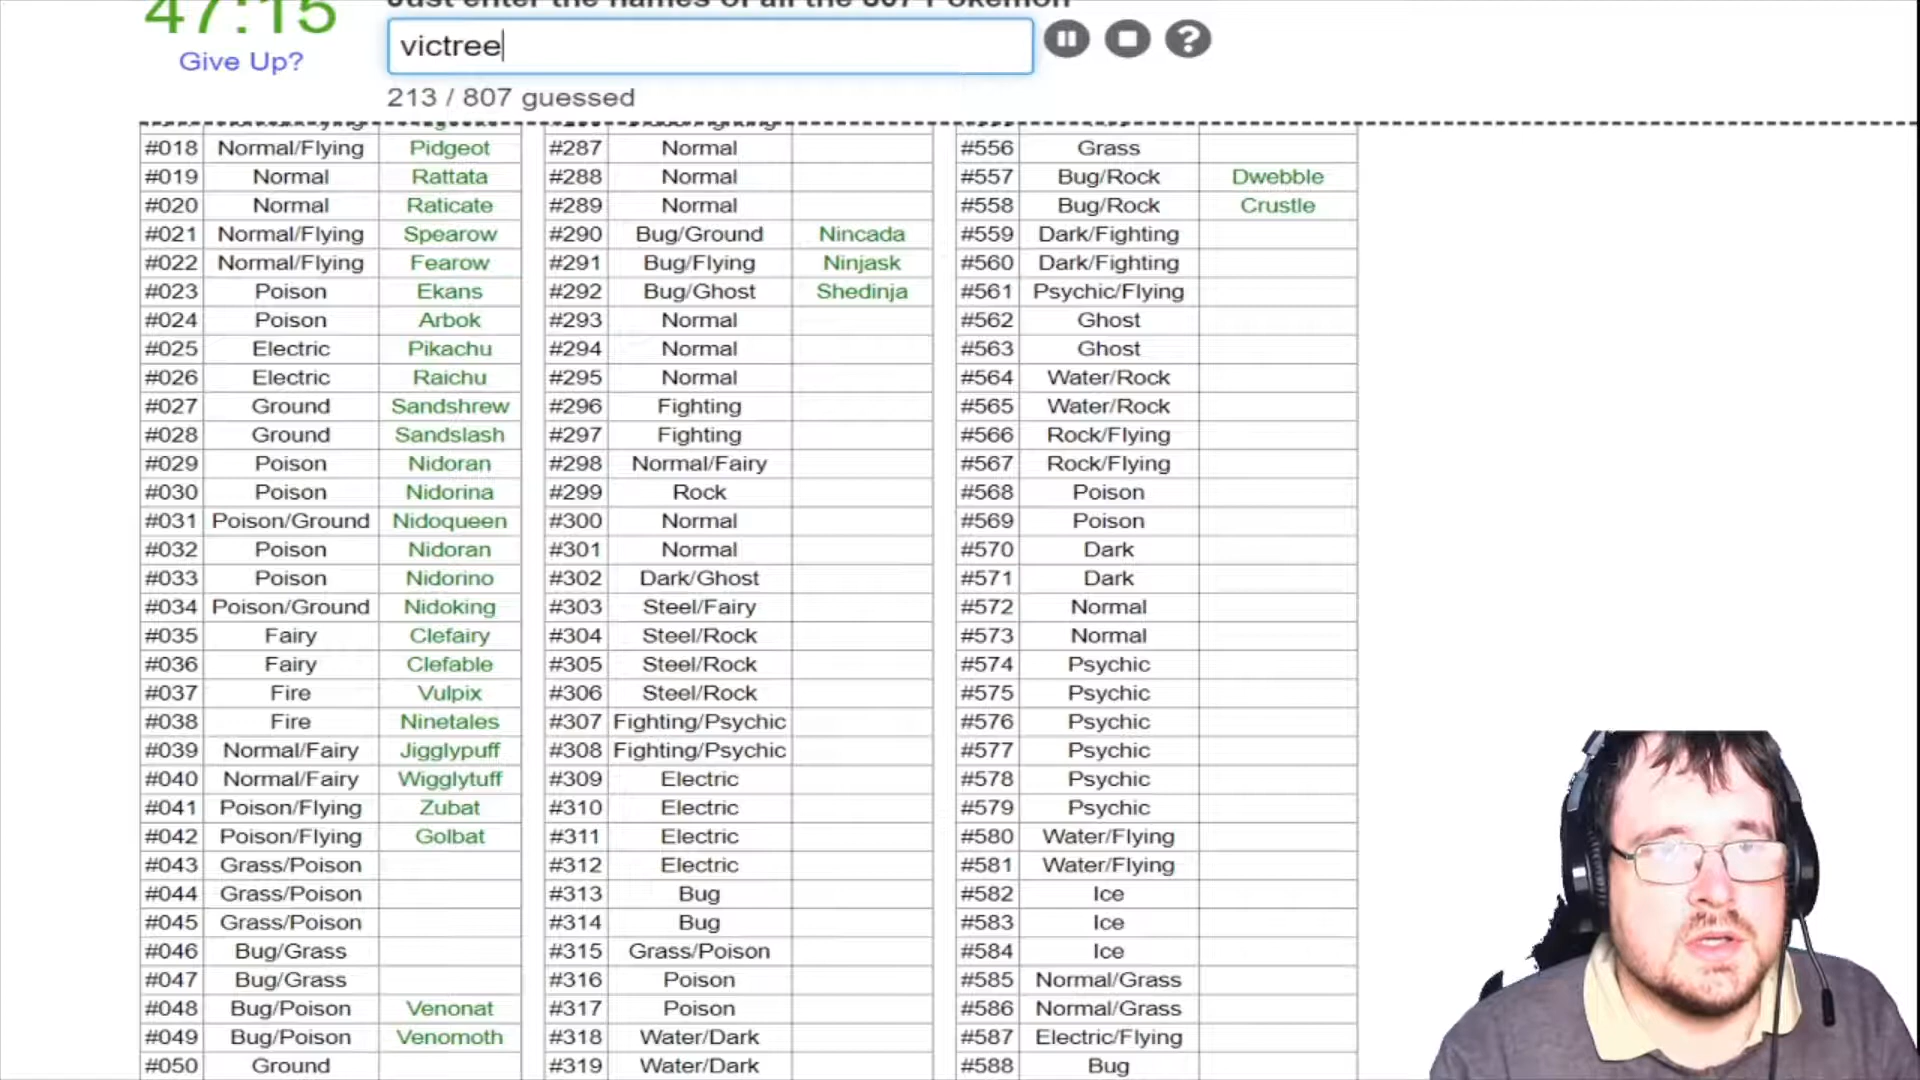 47:15
Just enter the names of all the 807 Pokemon
Give Up?
victree
213 / 807 guessed
#018 Normal/Flying Pidgeot #287 Normal #556 Grass
#019 Normal Rattata #288 Normal #557 Bug/Rock Dwebble
#020 Normal Raticate #289 Normal #558 Bug/Rock Crustle
#021 Normal/Flying Spearow #290 Bug/Ground Nincada #559 Dark/Fighting
#022 Normal/Flying Fearow #291 Bug/Flying Ninjask #560 Dark/Fighting
#023 Poison Ekans #292 Bug/Ghost Shedinja #561 Psychic/Flying
#024 Poison Arbok #293 Normal #562 Ghost
#025 Electric Pikachu #294 Normal #563 Ghost
#026 Electric Raichu #295 Normal #564 Water/Rock
#027 Ground Sandshrew #296 Fighting #565 Water/Rock
#028 Ground Sandslash #297 Fighting #566 Rock/Flying
#029 Poison Nidoran #298 Normal/Fairy #567 Rock/Flying
#030 Poison Nidorina #299 Rock #568 Poison
#031 Poison/Ground Nidoqueen #300 Normal #569 Poison
#032 Poison Nidoran #301 Normal #570 Dark
#033 Poison Nidorino #302 Dark/Ghost #571 Dark
#034 Poison/Ground Nidoking #303 Steel/Fairy #572 Normal
#035 Fairy Clefairy #304 Steel/Rock #573 Normal
#036 Fairy Clefable #305 Steel/Rock #574 Psychic
#037 Fire Vulpix #306 Steel/Rock #575 Psychic
#038 Fire Ninetales #307 Fighting/Psychic #576 Psychic
#039 Normal/Fairy Jigglypuff #308 Fighting/Psychic #577 Psychic
#040 Normal/Fairy Wigglytuff #309 Electric #578 Psychic
#041 Poison/Flying Zubat #310 Electric #579 Psychic
#042 Poison/Flying Golbat #311 Electric #580 Water/Flying
#043 Grass/Poison #312 Electric #581 Water/Flying
#044 Grass/Poison #313 Bug #582 Ice
#045 Grass/Poison #314 Bug #583 Ice
#046 Bug/Grass #315 Grass/Poison #584 Ice
#047 Bug/Grass #316 Poison #585 Normal/Grass
#048 Bug/Poison Venonat #317 Poison #586 Normal/Grass
#049 Bug/Poison Venomoth #318 Water/Dark #587 Electric/Flying
#050 Ground #319 Water/Dark #588 Bug